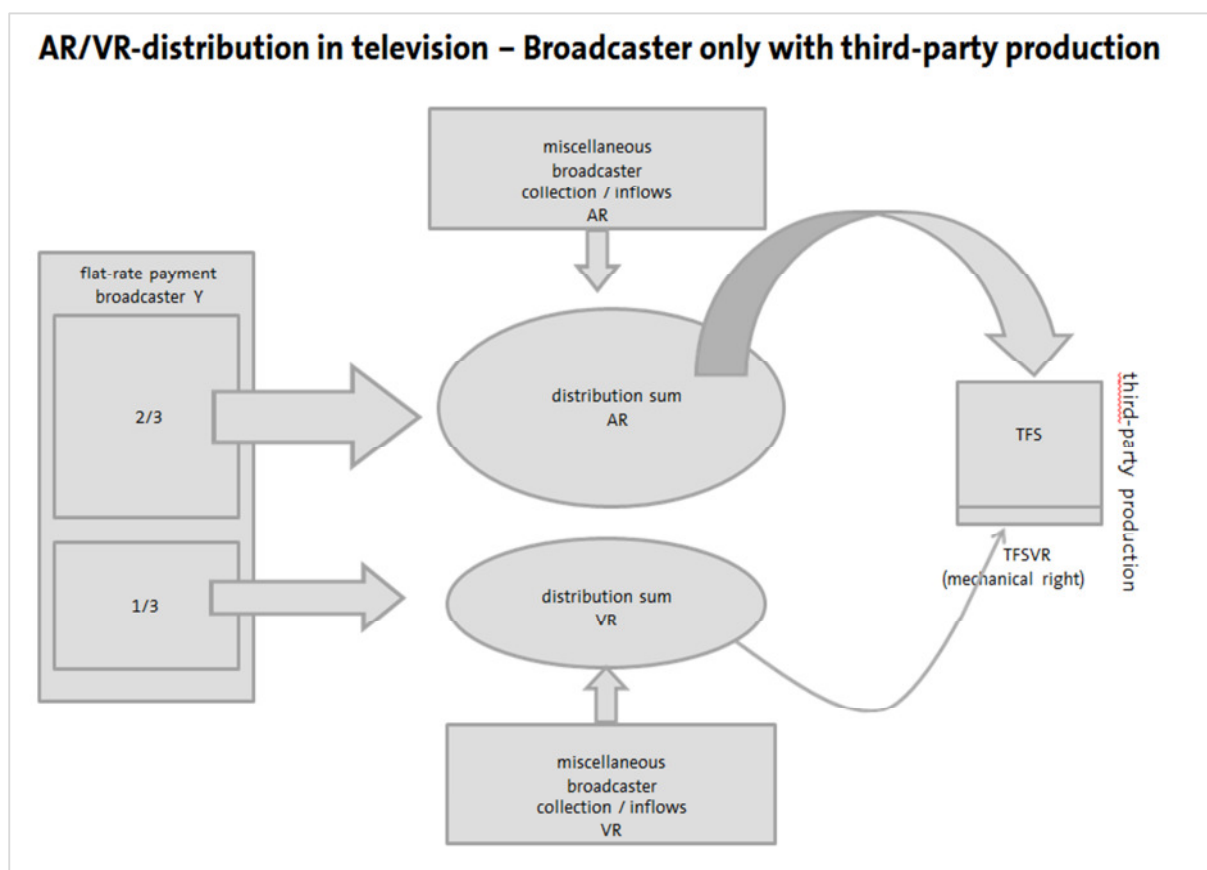 AR/VR-distribution in television – Broadcaster only with third-party production
miscellaneous
broadcaster
collection / inflows
AR
flat-rate payment
broadcaster Y
2/3
distribution sum
AR
TFS
third-party production
1/3
distribution sum
VR
TFSVR
(mechanical right)
miscellaneous
broadcaster
collection / inflows
VR